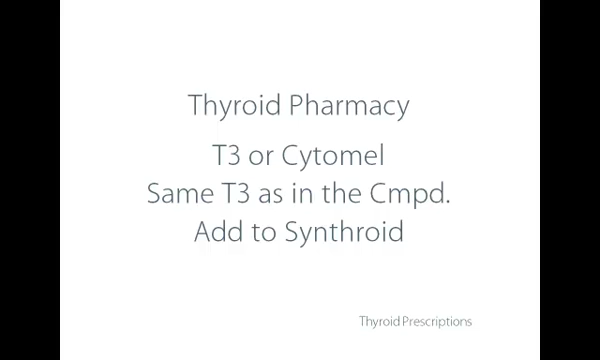 Thyroid Pharmacy
T3 or Cytomel
Same T3 as in the Cmpd.
Add to Synthroid
Thyroid Prescriptions